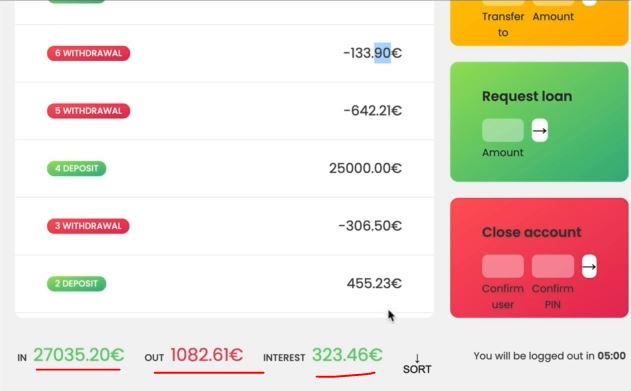 Transfer to
Amount
6 WITHDRAWAL
-133.90€
5 WITHDRAWAL
-642.21€
4 DEPOSIT
25000.00€
3 WITHDRAWAL
-306.50€
2 DEPOSIT
455.23€
Request loan
→
Amount
Close account
→
Confirm user
Confirm PIN
IN 27035.20€ OUT 1082.61€ INTEREST 323.46€ ↓ SORT
You will be logged out in 05:00